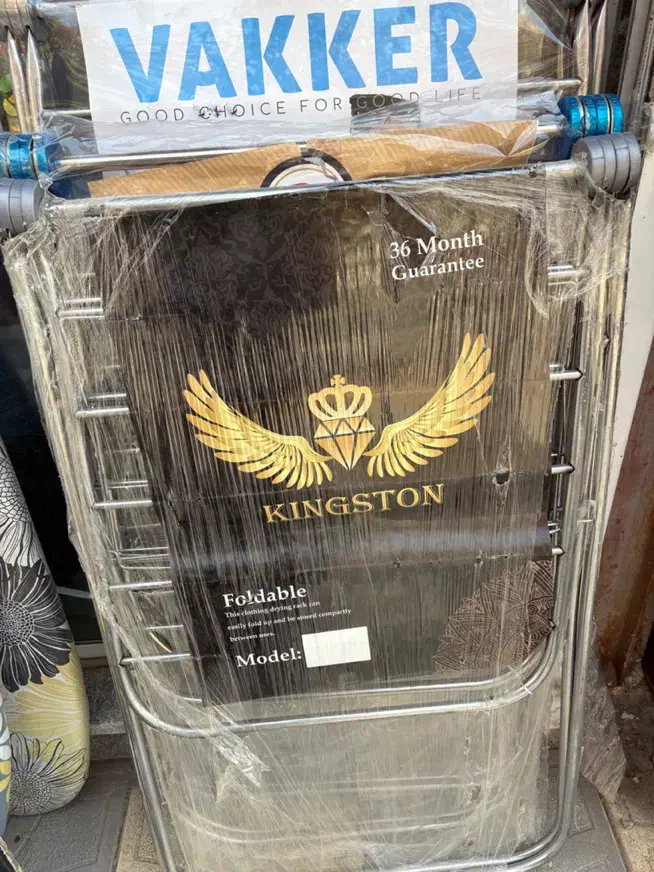 VAKKER
GOOD CHOICE FOR GOOD LIFE
36 Month
Guarantee
KINGSTON
Foldable
This clothing drying rack can
easily fold up and be stored compactly
between uses.
Model: